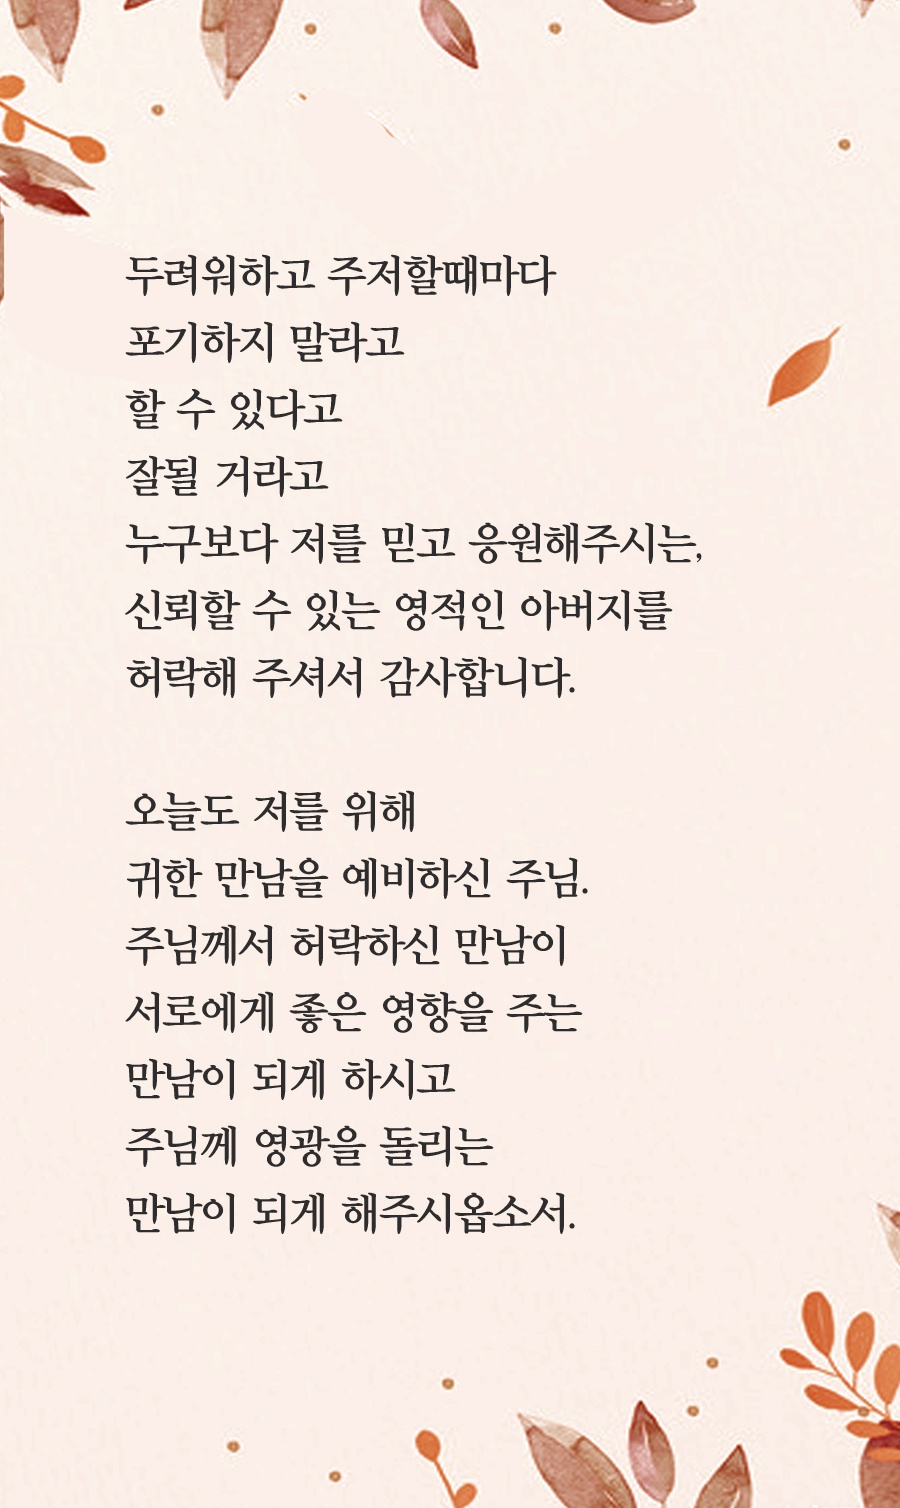 두려워하고 주저할때마다
포기하지 말라고
할 수 있다고
잘될 거라고
누구보다 저를 믿고 응원해주시는,
신뢰할 수 있는 영적인 아버지를
허락해 주셔서 감사합니다.
오늘도 저를 위해
귀한 만남을 예비하신 주님.
주님께서 허락하신 만남이
서로에게 좋은 영향을 주는
만남이 되게 하시고
주님께 영광을 돌리는
만남이 되게 해주시옵소서.